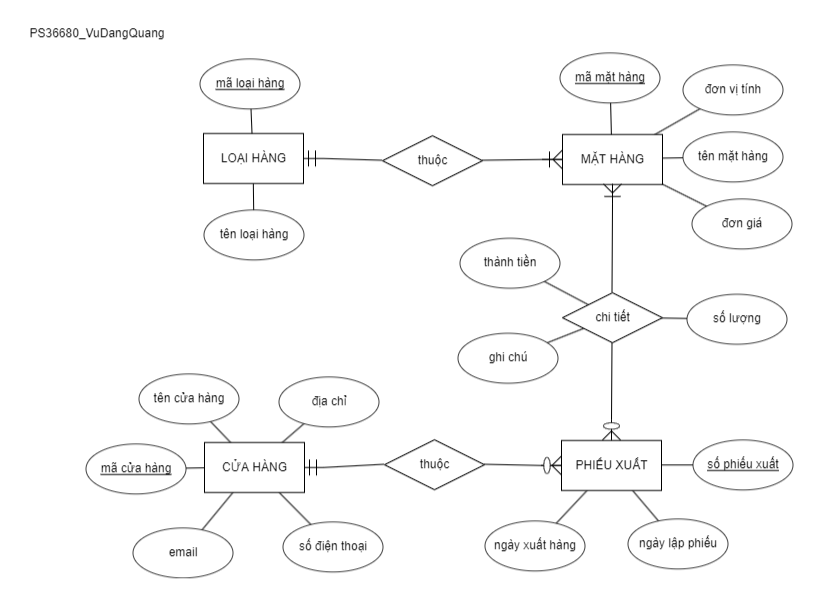 PS36680_VuDangQuang
mã loại hàng
mã mặt hàng
đơn vị tính
LOẠI HÀNG
thuộc
MẶT HÀNG
tên mặt hàng
tên loại hàng
đơn giá
thành tiền
chi tiết
số lượng
ghi chú
tên cửa hàng
địa chỉ
mã cửa hàng
CỬA HÀNG
thuộc
PHIẾU XUẤT
số phiếu xuất
email
số điện thoại
ngày xuất hàng
ngày lập phiếu